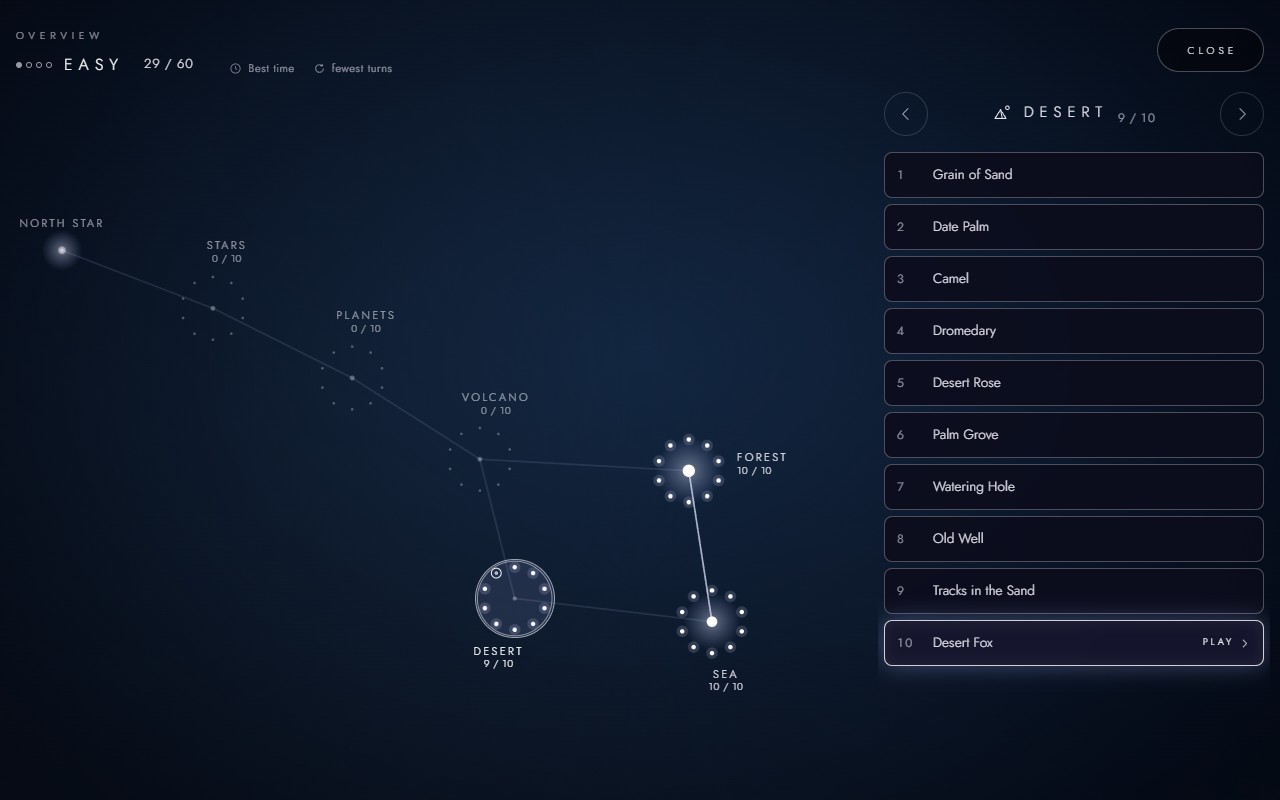 OVERVIEW
EASY 29 / 60 Best time fewest turns
CLOSE
DESERT 9 / 10
1 Grain of Sand
2 Date Palm
3 Camel
4 Dromedary
5 Desert Rose
6 Palm Grove
7 Watering Hole
8 Old Well
9 Tracks in the Sand
10 Desert Fox PLAY
NORTH STAR
STARS
0 / 10
PLANETS
0 / 10
VOLCANO
0 / 10
FOREST
10 / 10
DESERT
9 / 10
SEA
10 / 10